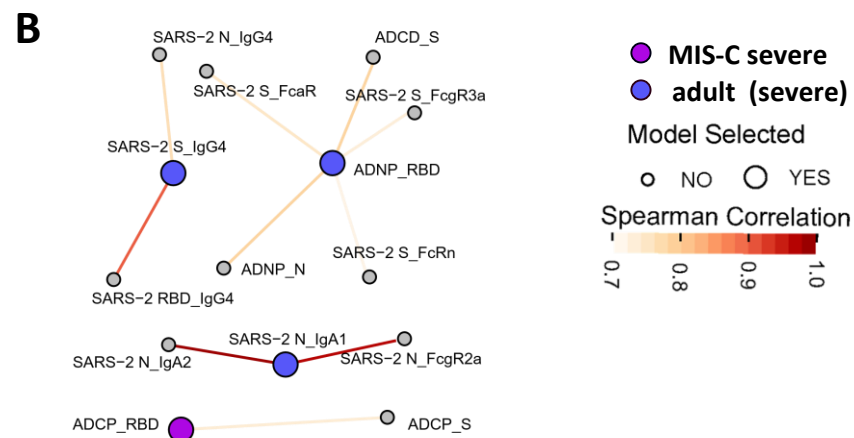 B
SARS−2 N_IgG4
ADCD_S
SARS−2 S_FcaR
SARS−2 S_FcgR3a
SARS−2 S_IgG4
ADNP_RBD
SARS−2 S_FcRn
ADNP_N
SARS−2 RBD_IgG4
SARS−2 N_IgA1
SARS−2 N_IgA2
SARS−2 N_FcgR2a
ADCP_RBD
ADCP_S
MIS-C severe
adult (severe)
Model Selected
NO YES
Spearman Correlation
0.7 0.8 0.9 1.0